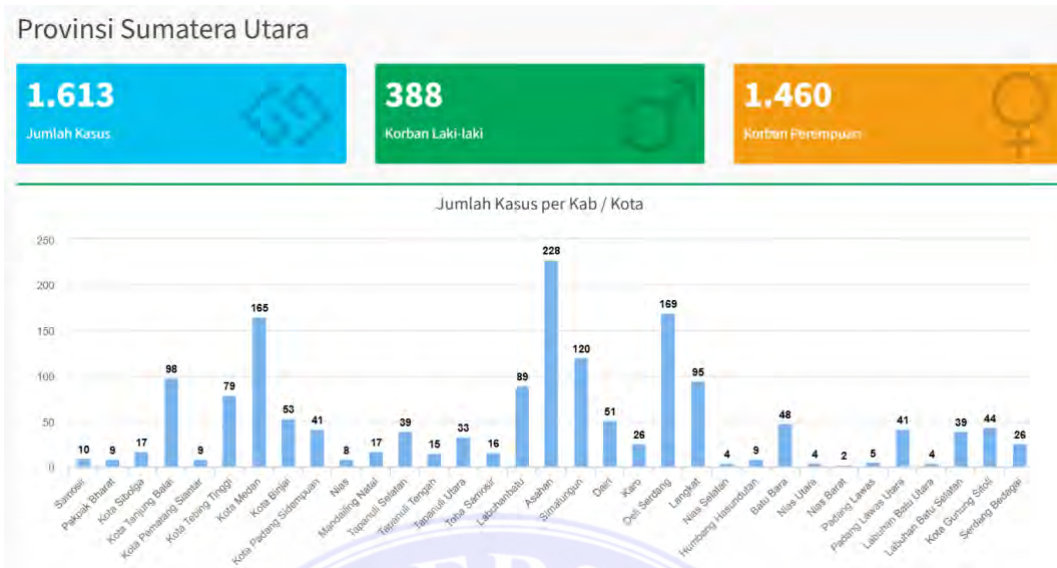 Provinsi Sumatera Utara
1.613
Jumlah Kasus
388
Korban Laki-laki
1.460
Korban Perempuan
Jumlah Kasus per Kab / Kota
250
200
150
100
50
0
10
9
17
98
9
79
165
53
41
8
17
39
15
33
16
89
228
120
51
26
169
95
4
9
48
4
2
5
41
4
39
44
26
Samosir
Pakpak Bharat
Kota Sibolga
Kota Tanjung Balai
Kota Pematang Siantar
Kota Tebing Tinggi
Kota Medan
Kota Binjai
Kota Padang Sidempuan
Nias
Mandailing Natal
Tapanuli Selatan
Tapanuli Tengah
Tapanuli Utara
Toba Samosir
Labuhanbatu
Asahan
Simalungun
Dairi
Karo
Deli Serdang
Langkat
Nias Selatan
Humbang Hasundutan
Batu Bara
Nias Utara
Nias Barat
Padang Lawas
Padang Lawas Utara
Labuhan Batu Utara
Labuhan Batu Selatan
Kota Gunung Sitoli
Serdang Bedagai